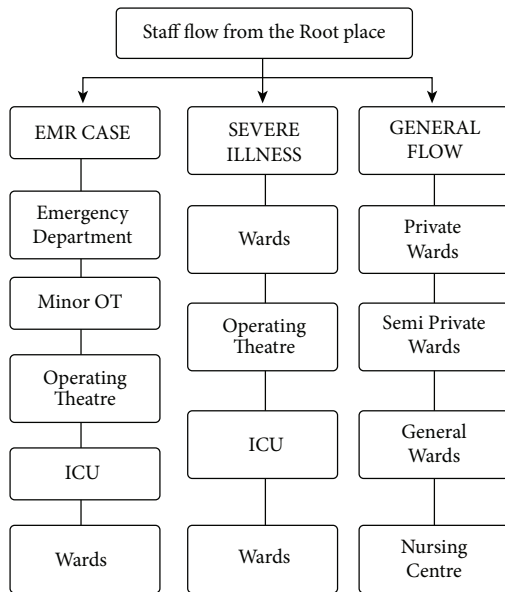 Staff flow from the Root place
EMR CASE
Emergency
Department
Minor OT
Operating
Theatre
ICU
Wards
SEVERE
ILLNESS
Wards
Operating
Theatre
ICU
Wards
GENERAL
FLOW
Private
Wards
Semi Private
Wards
General
Wards
Nursing
Centre